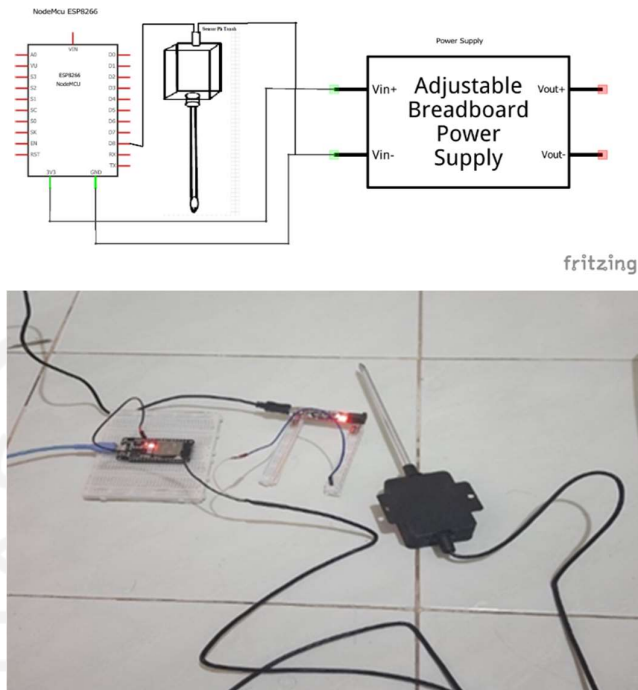 NodeMcu ESP8266
VIN
A0
D0
VU
D1
S3
D2
S2
D3
S1
D4
SC
D5
S0
D6
SK
D7
EN
D8
RST
RX
TX
ESP8266
NodeMCU
3V3
GND
Sensor Ph Tanah
Power Supply
Vin+
Vin-
Adjustable
Breadboard
Power
Supply
Vout+
Vout-
fritzing